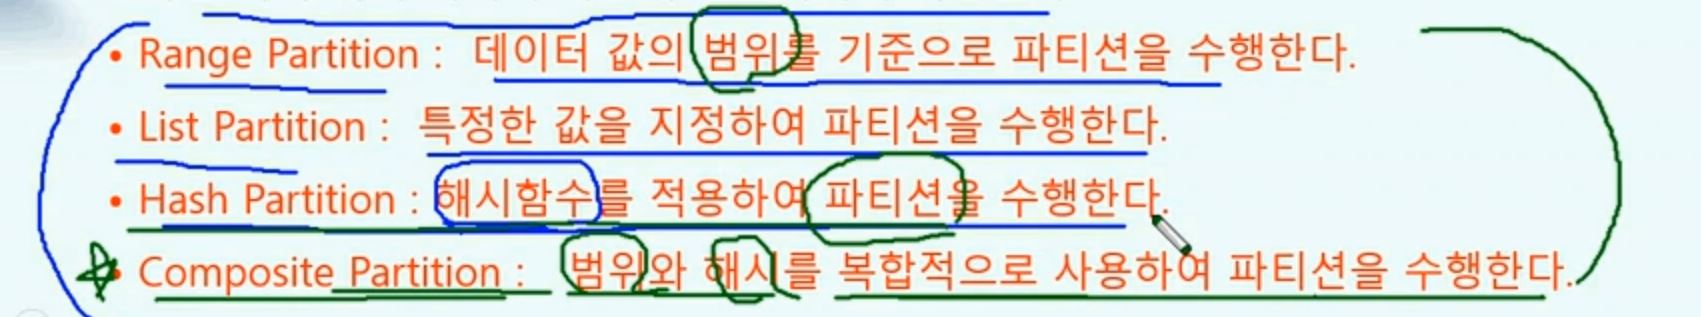 • Range Partition : 데이터 값의 범위를 기준으로 파티션을 수행한다.
• List Partition : 특정한 값을 지정하여 파티션을 수행한다.
• Hash Partition : 해시함수를 적용하여 파티션을 수행한다.
• Composite Partition : 범위와 해시를 복합적으로 사용하여 파티션을 수행한다.